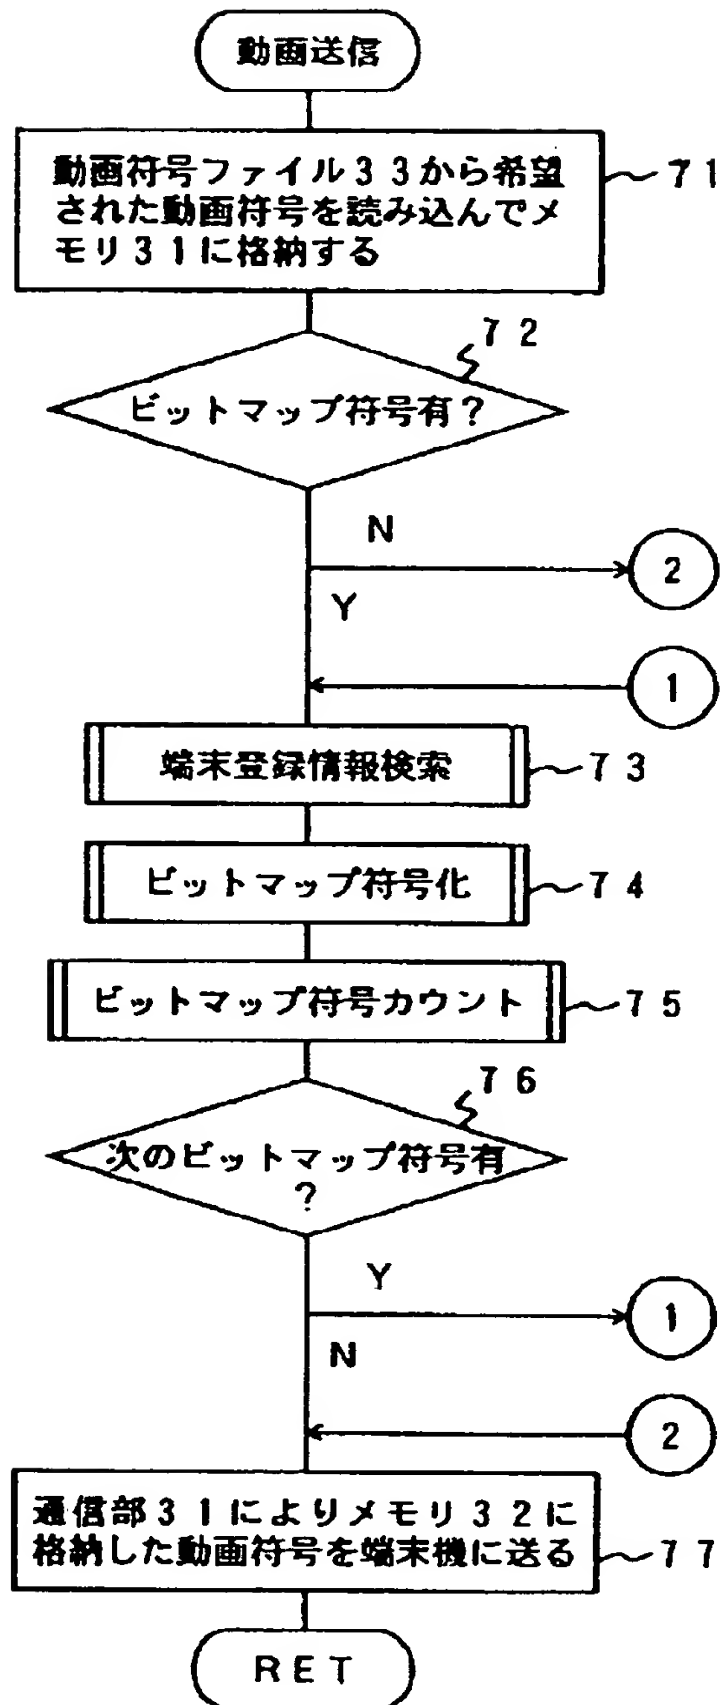 動画送信
動画符号ファイル33から希望
された動画符号を読み込んでメ
モリ31に格納する
71
72
ビットマップ符号有?
N
2
Y
1
端末登録情報検索
73
ビットマップ符号化
74
ビットマップ符号カウント
75
76
次のビットマップ符号有
?
Y
1
N
2
通信部31によりメモリ32に
格納した動画符号を端末機に送る
77
RET